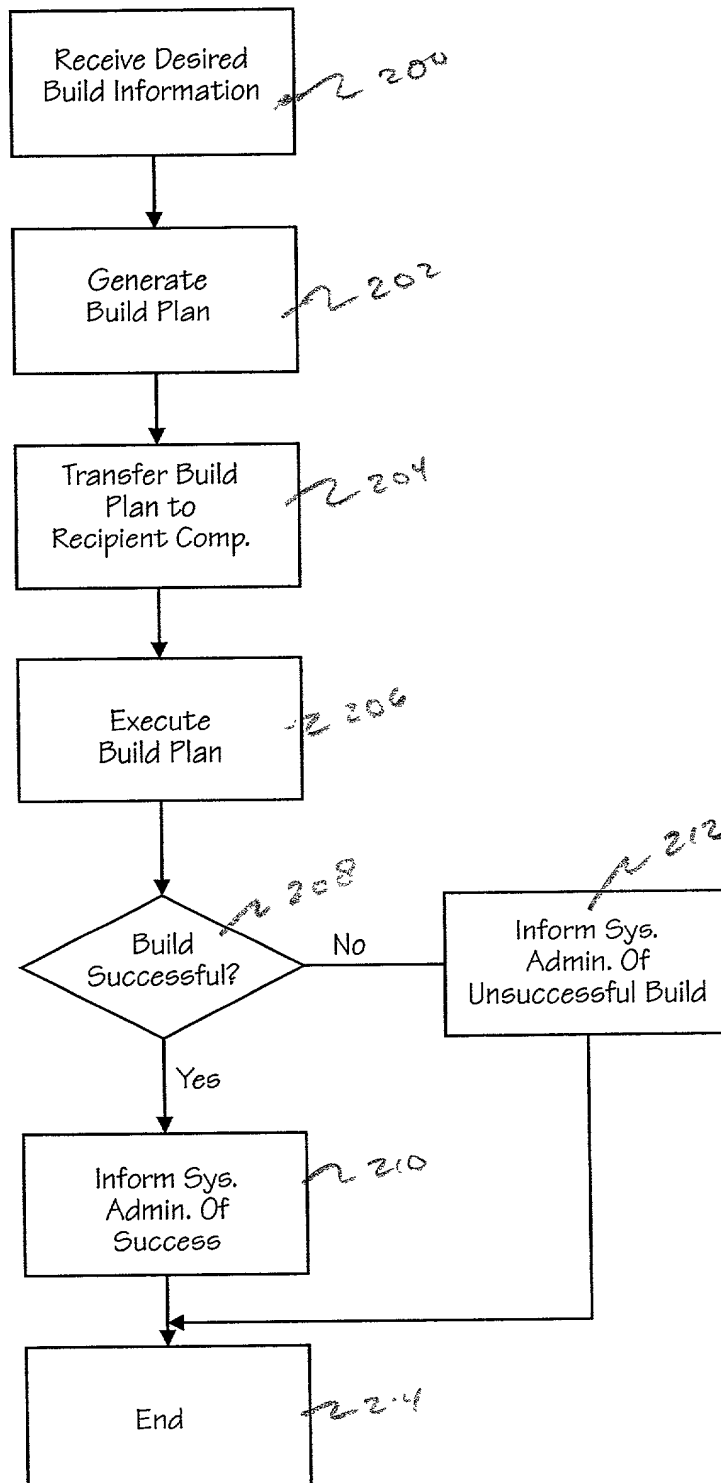 Receive Desired
Build Information
200
Generate
Build Plan
202
Transfer Build
Plan to
Recipient Comp.
204
Execute
Build Plan
206
Build
Successful?
208
No
Inform Sys.
Admin. Of
Unsuccessful Build
212
Yes
Inform Sys.
Admin. Of
Success
210
End